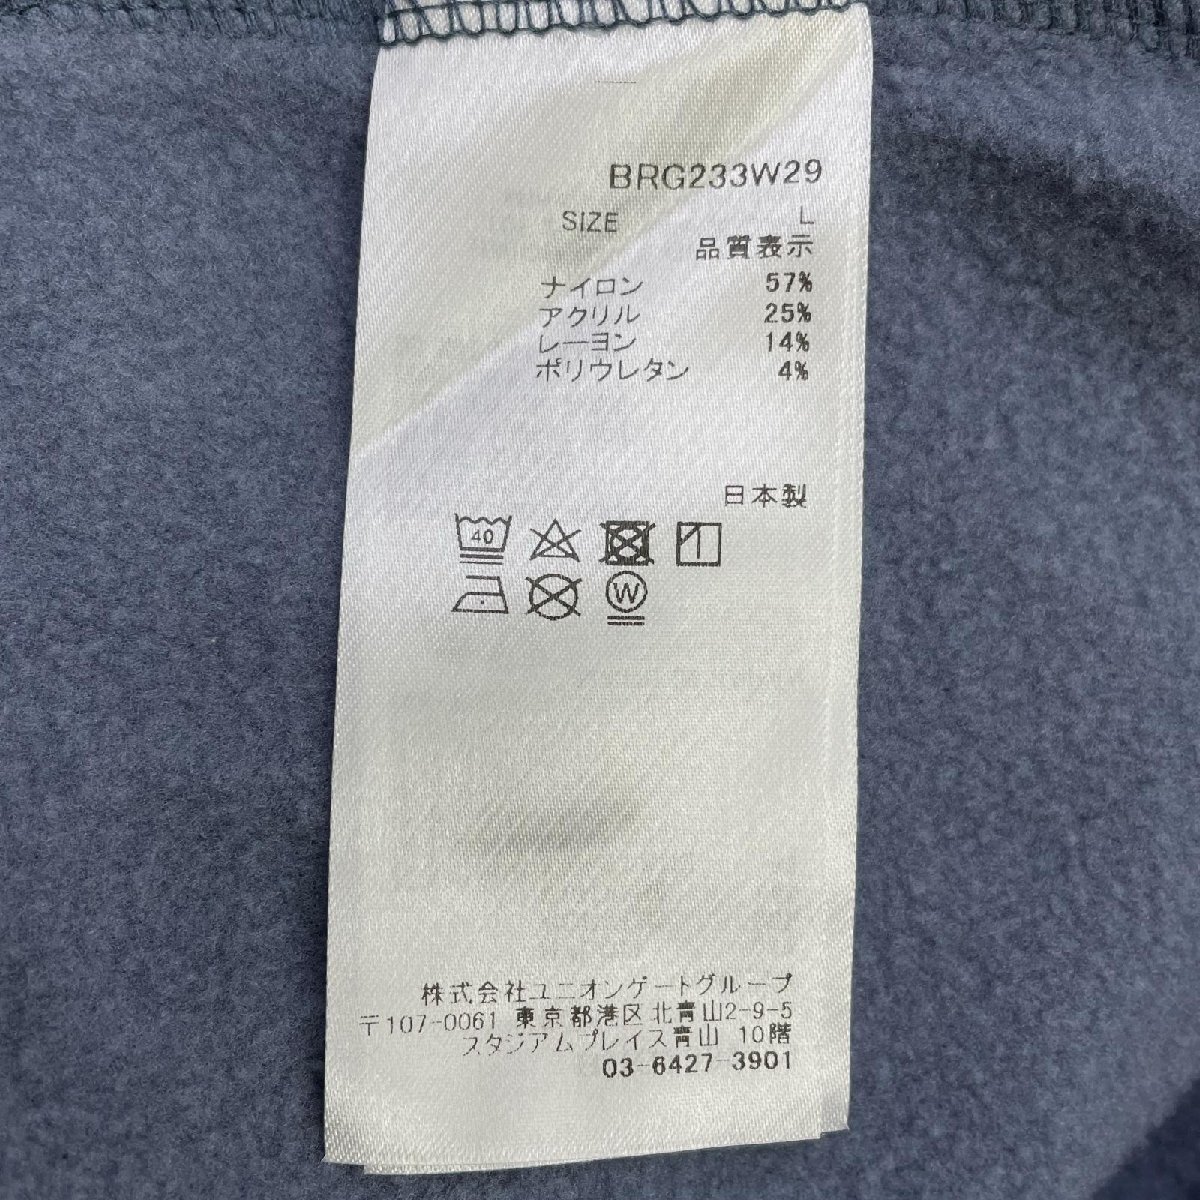 BRG233W29
SIZE L
品質表示
ナイロン 57%
アクリル 25%
レーヨン 14%
ポリウレタン 4%
日本製
40
W
株式会社ユニオンゲートグループ
〒107-0061 東京都港区北青山2-9-5
スタジアムプレイス青山 10階
03-6427-3901